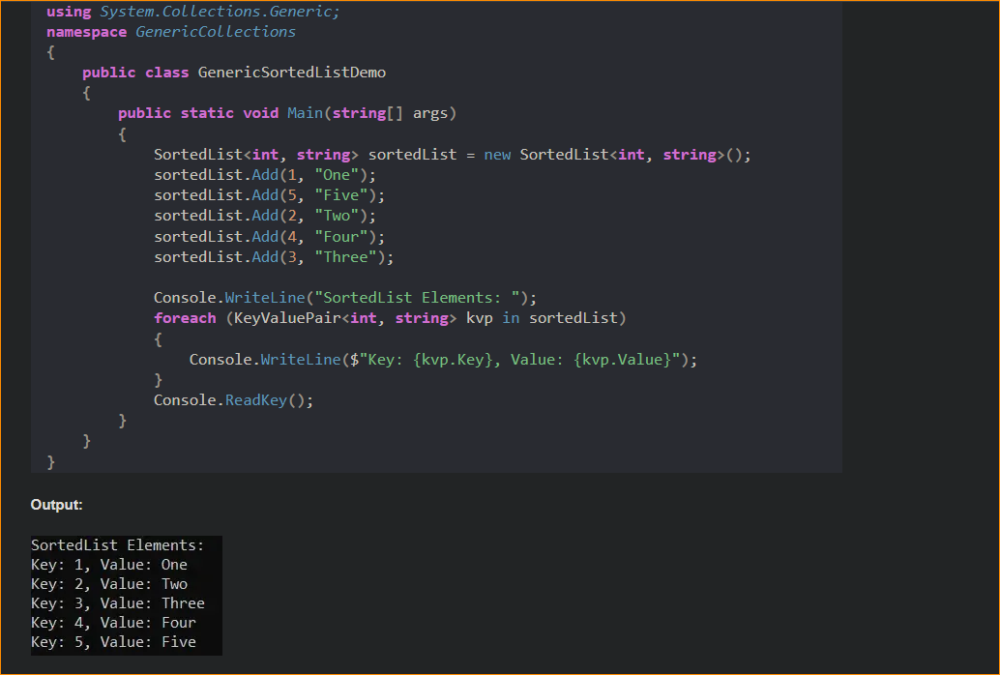 using System.Collections.Generic;
namespace GenericCollections
{
public class GenericSortedListDemo
{
public static void Main(string[] args)
{
SortedList<int, string> sortedList = new SortedList<int, string>();
sortedList.Add(1, "One");
sortedList.Add(5, "Five");
sortedList.Add(2, "Two");
sortedList.Add(4, "Four");
sortedList.Add(3, "Three");
Console.WriteLine("SortedList Elements: ");
foreach (KeyValuePair<int, string> kvp in sortedList)
{
Console.WriteLine($"Key: {kvp.Key}, Value: {kvp.Value}");
}
Console.ReadKey();
}
}
}
Output:
SortedList Elements:
Key: 1, Value: One
Key: 2, Value: Two
Key: 3, Value: Three
Key: 4, Value: Four
Key: 5, Value: Five